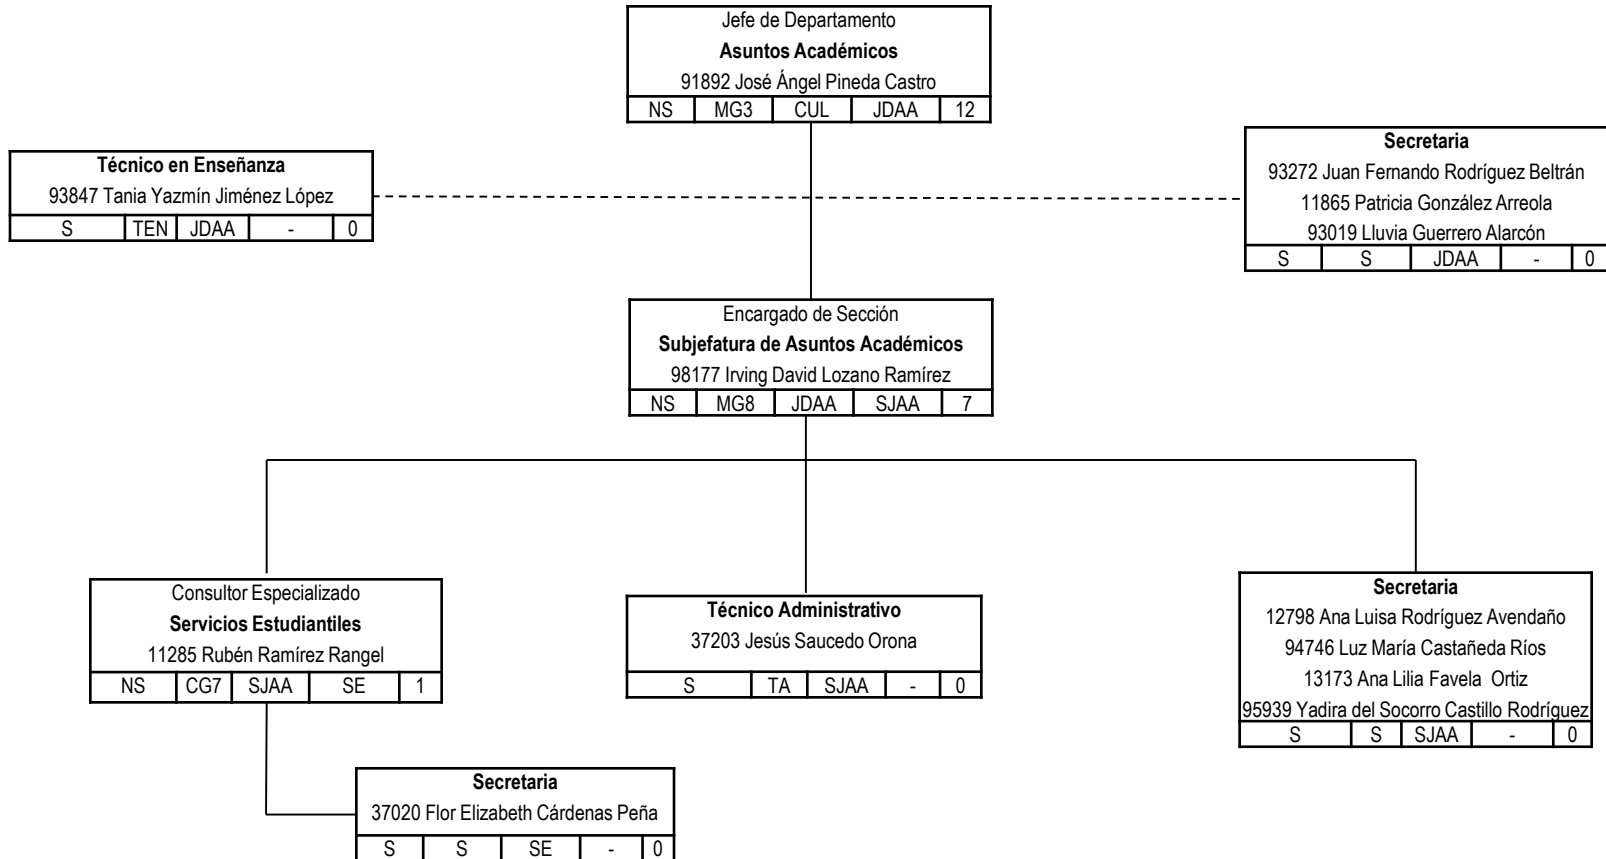 Jefe de Departamento
Asuntos Académicos
91892 José Ángel Pineda Castro
NS MG3 CUL JDAA 12
Técnico en Enseñanza
93847 Tania Yazmín Jiménez López
S TEN JDAA - 0
Secretaria
93272 Juan Fernando Rodríguez Beltrán
11865 Patricia González Arreola
93019 Lluvia Guerrero Alarcón
S S JDAA - 0
Encargado de Sección
Subjefatura de Asuntos Académicos
98177 Irving David Lozano Ramírez
NS MG8 JDAA SJAA 7
Consultor Especializado
Servicios Estudiantiles
11285 Rubén Ramírez Rangel
NS CG7 SJAA SE 1
Técnico Administrativo
37203 Jesús Saucedo Orona
S TA SJAA - 0
Secretaria
12798 Ana Luisa Rodríguez Avendaño
94746 Luz María Castañeda Ríos
13173 Ana Lilia Favela Ortiz
95939 Yadira del Socorro Castillo Rodríguez
S S SJAA - 0
Secretaria
37020 Flor Elizabeth Cárdenas Peña
S S SE - 0